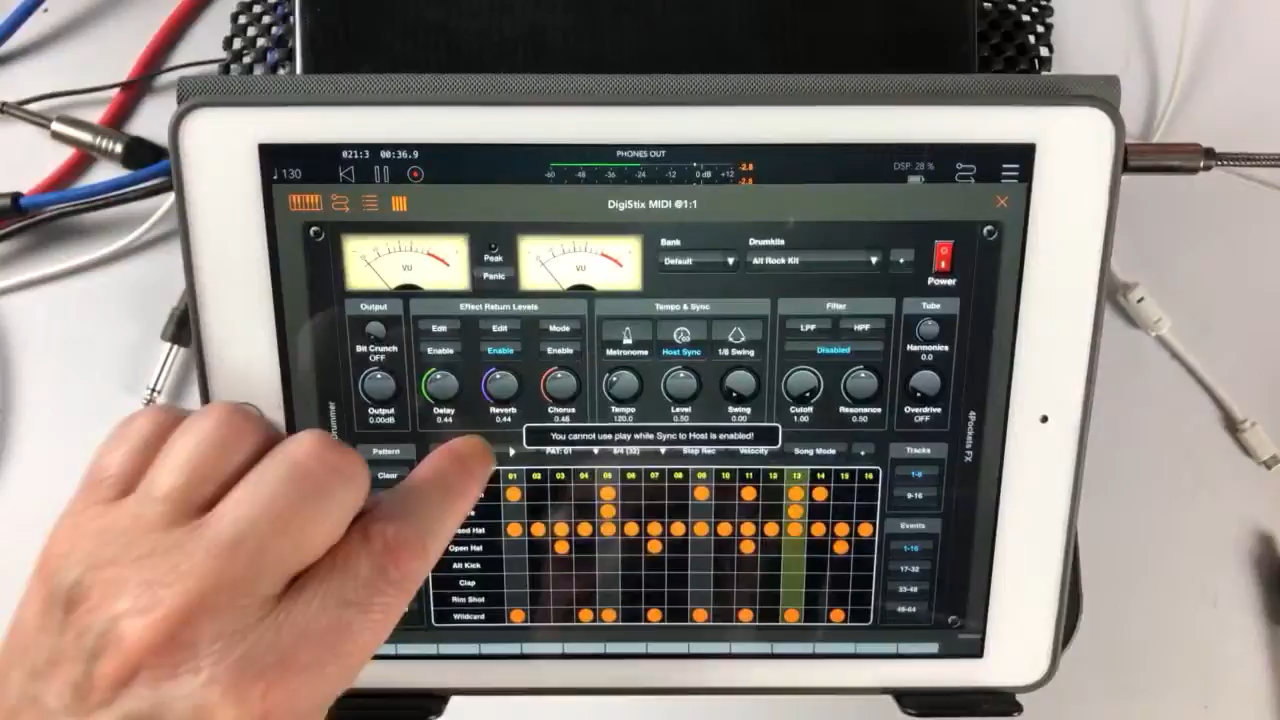 021:3 00:36.9
PHONES OUT
♩130
-60 -48 -36 -24 -12 0 dB +12
-2.8
-2.8
DSP: 28 %
DigiStix MIDI @1:1
VU
Peak
Panic
VU
Bank
Default
Drumkits
Alt Rock Kit
+
Power
Output
Effect Return Levels
Tempo & Sync
Filter
Tube
Bit Crunch
OFF
Edit Edit Mode
Enable Enable Enable
Metronome Host Sync 1/8 Swing
LPF HPF
Disabled
Harmonics
0.0
Output
0.00dB
Delay
0.44
Reverb
0.44
Chorus
0.46
Tempo
120.0
Level
0.50
Swing
0.00
Cutoff
1.00
Resonance
0.50
Overdrive
OFF
You cannot use play while Sync to Host is enabled!
4Pockets FX
Pattern
PAT: 01 Step Rec Velocity Song Mode +
Tracks
Clear
01 02 03 04 05 06 07 08 09 10 11 12 13 14 15 16
1-8
9-16
Open Hat
Alt Kick
Clap
Rim Shot
Wildcard
Events
1-16
17-32
33-48
49-64